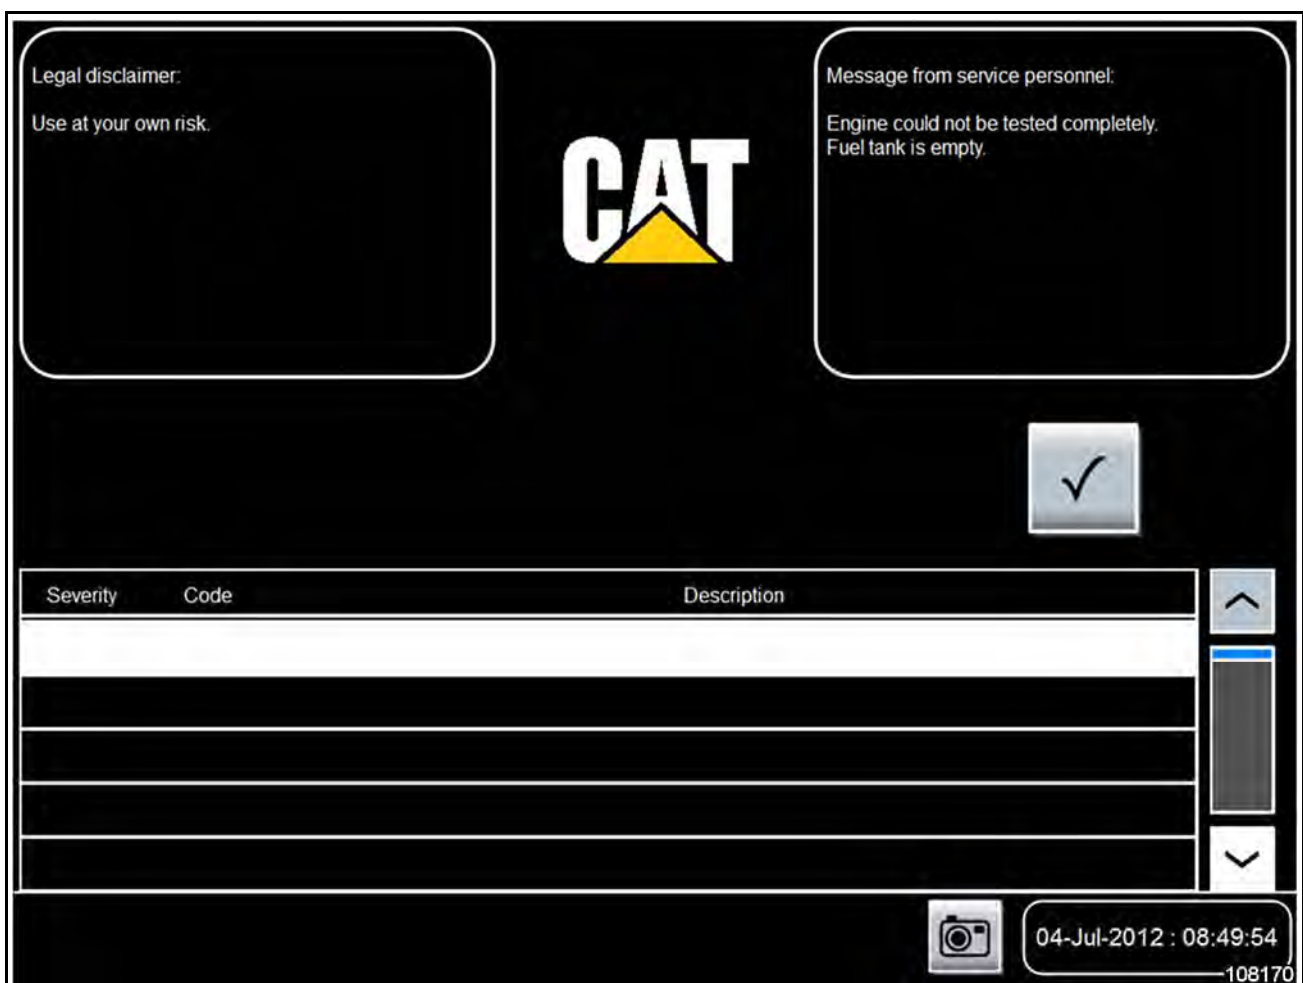 Legal disclaimer:
Use at your own risk.
CAT
Message from service personnel:
Engine could not be tested completely.
Fuel tank is empty.
Severity Code Description
04-Jul-2012 : 08:49:54
108170